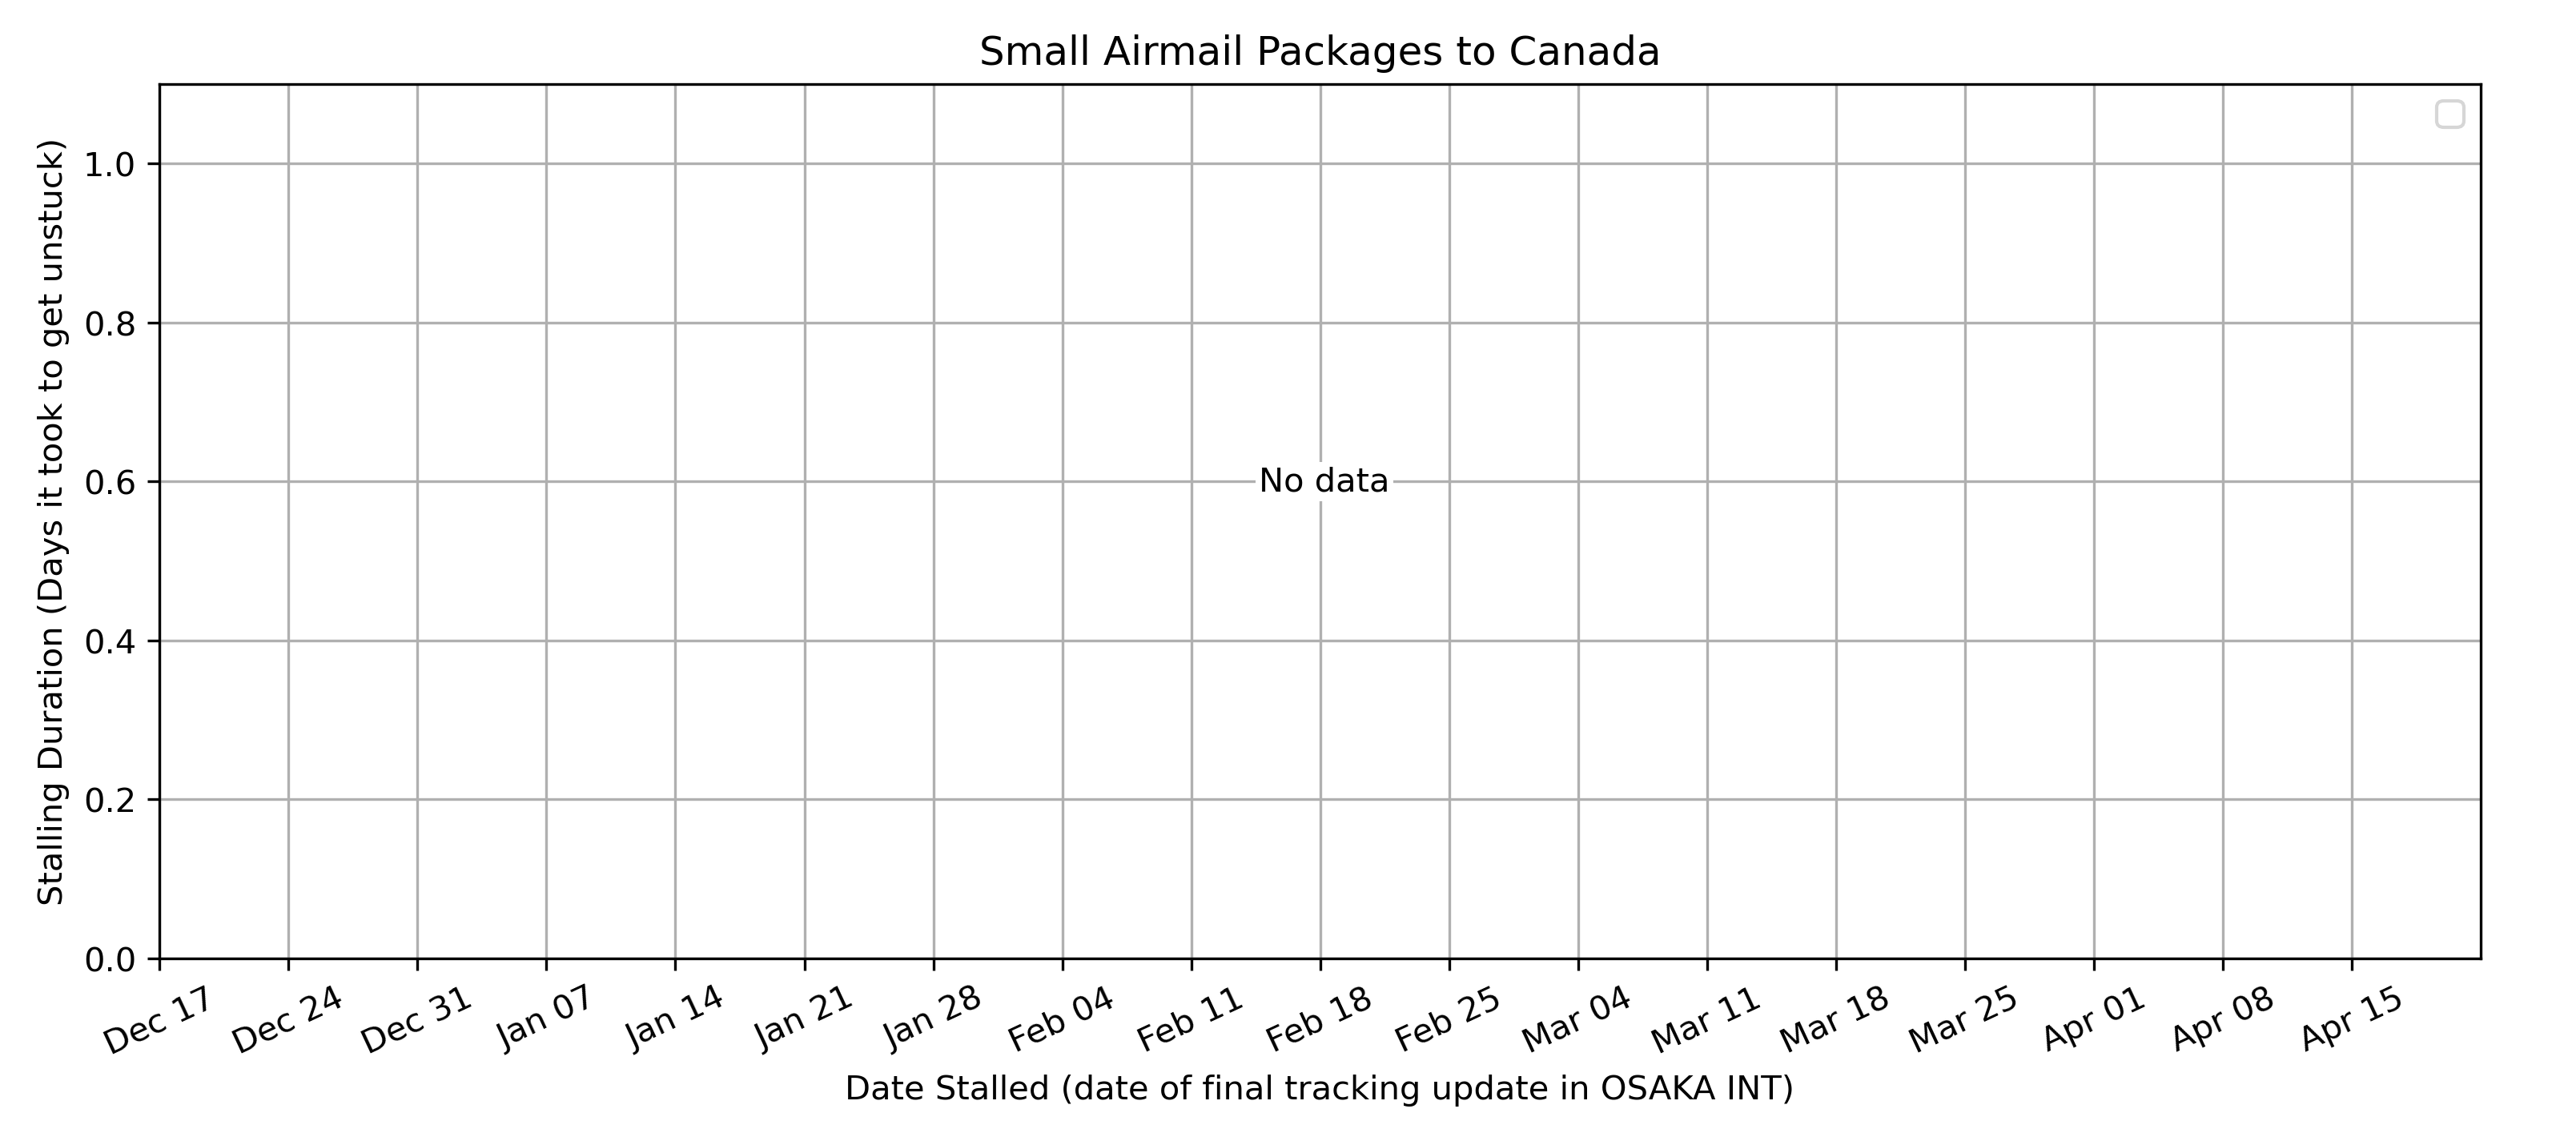 Small Airmail Packages to Canada
Stalling Duration (Days it took to get unstuck)
1.0
0.8
0.6
0.4
0.2
0.0
No data
Dec 17
Dec 24
Dec 31
Jan 07
Jan 14
Jan 21
Jan 28
Feb 04
Feb 11
Feb 18
Feb 25
Mar 04
Mar 11
Mar 18
Mar 25
Apr 01
Apr 08
Apr 15
Date Stalled (date of final tracking update in OSAKA INT)